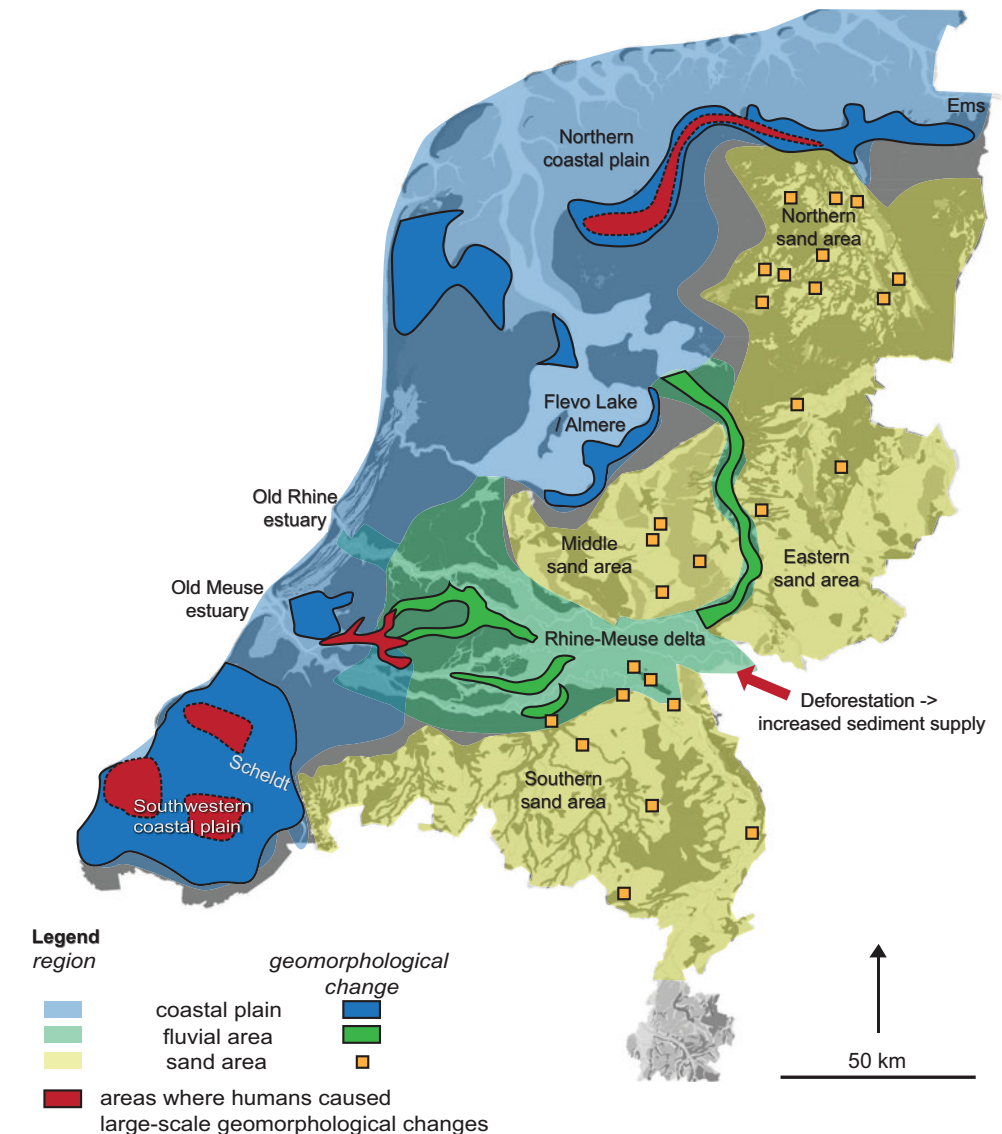 Ems
Northern
coastal plain
Northern
sand area
Flevo Lake
/ Almere
Old Rhine
estuary
Middle
sand area
Eastern
sand area
Old Meuse
estuary
Rhine-Meuse delta
Deforestation ->
increased sediment supply
Scheldt
Southern
sand area
Southwestern
coastal plain
Legend
region
geomorphological
change
coastal plain
fluvial area
sand area
areas where humans caused
large-scale geomorphological changes
50 km